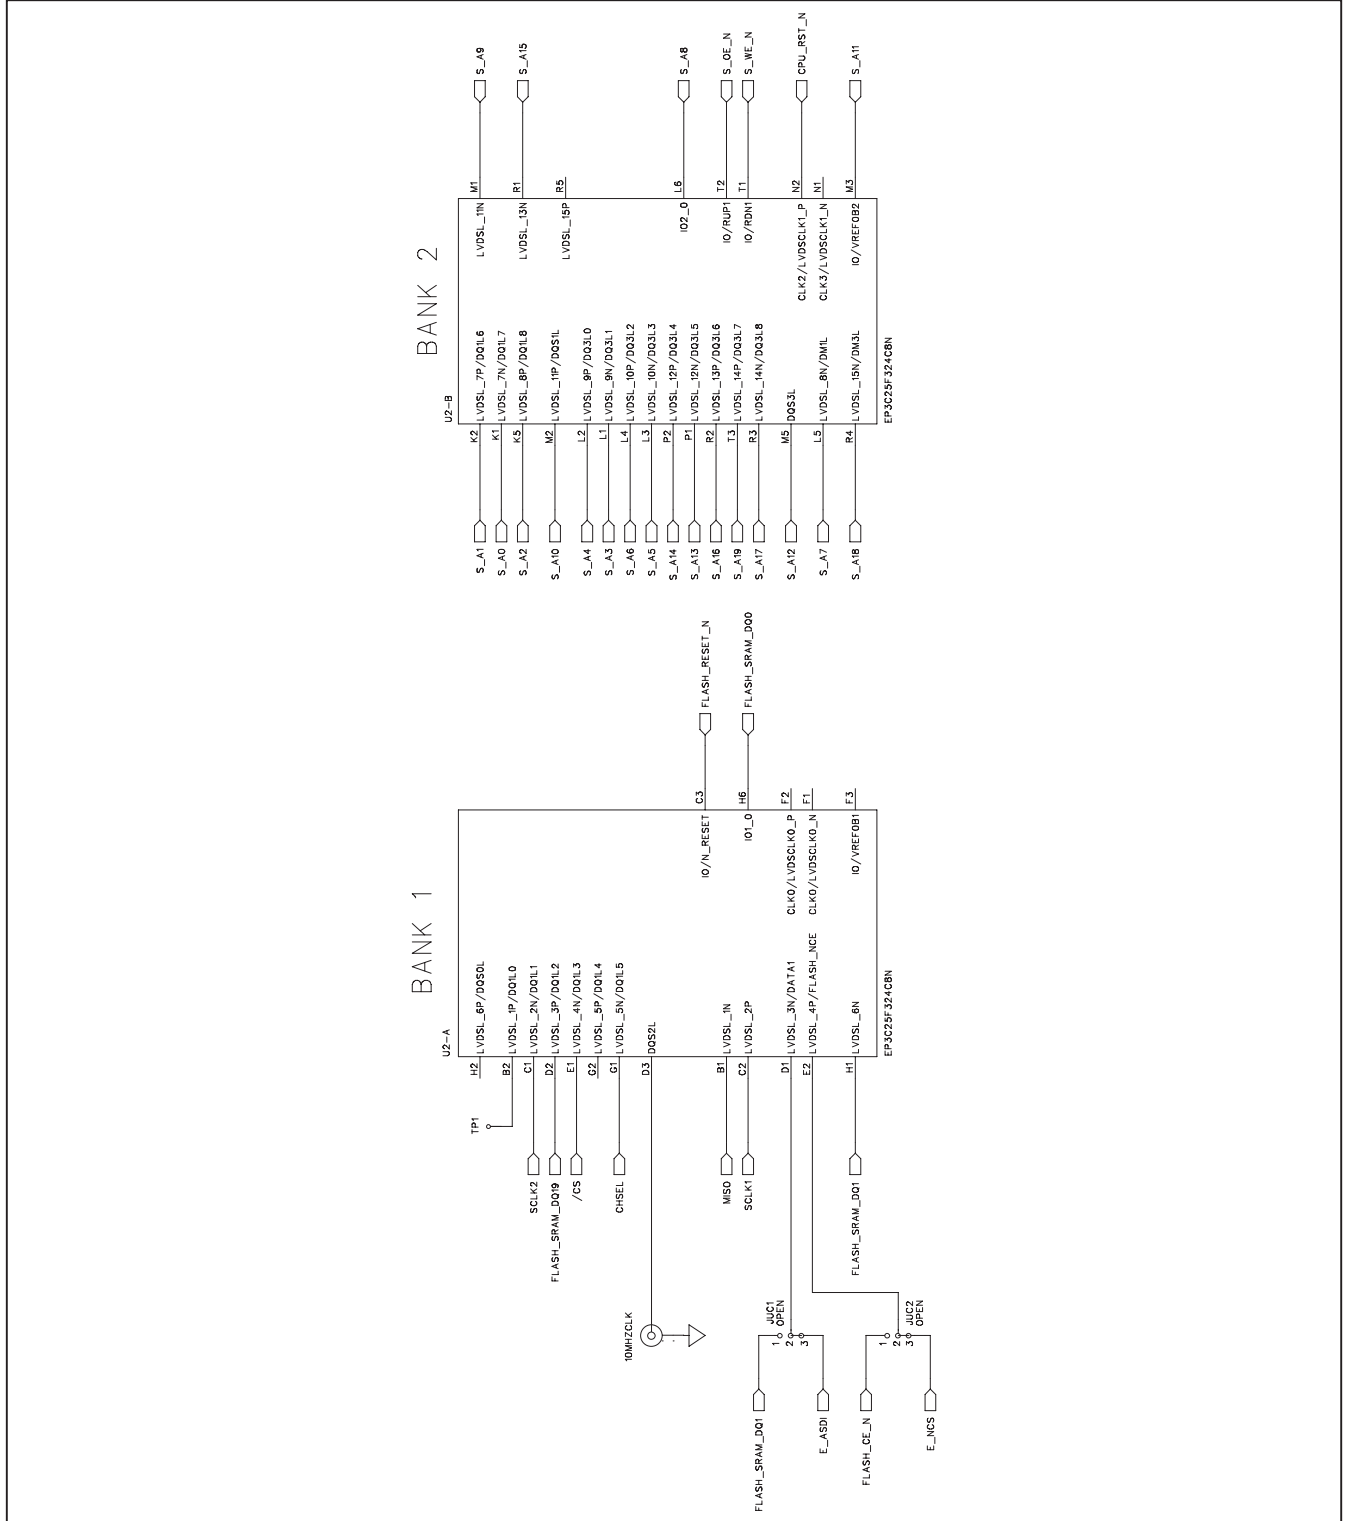 BANK 1
U2-A
H2 LVDSL_6P/DQS0L
TP1
B2 LVDSL_1P/DQ1L0
SCLK2 C1 LVDSL_2N/DQ1L1
FLASH_SRAM_DQ19 D2 LVDSL_3P/DQ1L2
/CS E1 LVDSL_4N/DQ1L3
G2 LVDSL_5P/DQ1L4
CHSEL G1 LVDSL_5N/DQ1L5
10MHZCLK
D3 DQS2L
IO/N_RESET C3 FLASH_RESET_N
MISO B1 LVDSL_1N
SCLK1 C2 LVDSL_2P
IO1_0 H6 FLASH_SRAM_DQ0
FLASH_SRAM_DQ1
JUC1
OPEN
1
2
3
E_ASDI
D1 LVDSL_3N/DATA1
CLK0/LVDSCLK0_P F2
E2 LVDSL_4P/FLASH_NCE
CLK0/LVDSCLK0_N F1
FLASH_SRAM_DQ1 H1 LVDSL_6N
IO/VREF0B1 F3
FLASH_CE_N
JUC2
OPEN
1
2
3
E_NCS
EP3C25F324C8N
BANK 2
U2-B
S_A1 K2 LVDSL_7P/DQ1L6
LVDSL_11N M1 S_A9
S_A0 K1 LVDSL_7N/DQ1L7
S_A2 K5 LVDSL_8P/DQ1L8
LVDSL_13N R1 S_A15
S_A10 M2 LVDSL_11P/DQS1L
LVDSL_15P R5
S_A4 L2 LVDSL_9P/DQ3L0
S_A3 L1 LVDSL_9N/DQ3L1
S_A6 L4 LVDSL_10P/DQ3L2
S_A5 L3 LVDSL_10N/DQ3L3
S_A14 P2 LVDSL_12P/DQ3L4
IO2_0 L6 S_A8
S_A13 P1 LVDSL_12N/DQ3L5
S_A16 R2 LVDSL_13P/DQ3L6
IO/RUP1 T2 S_OE_N
S_A19 T3 LVDSL_14P/DQ3L7
IO/RDN1 T1 S_WE_N
S_A17 R3 LVDSL_14N/DQ3L8
S_A12 M5 DQS3L
CLK2/LVDSCLK1_P N2 CPU_RST_N
S_A7 L5 LVDSL_8N/DM1L
CLK3/LVDSCLK1_N N1
S_A18 R4 LVDSL_15N/DM3L
IO/VREF0B2 M3 S_A11
EP3C25F324C8N